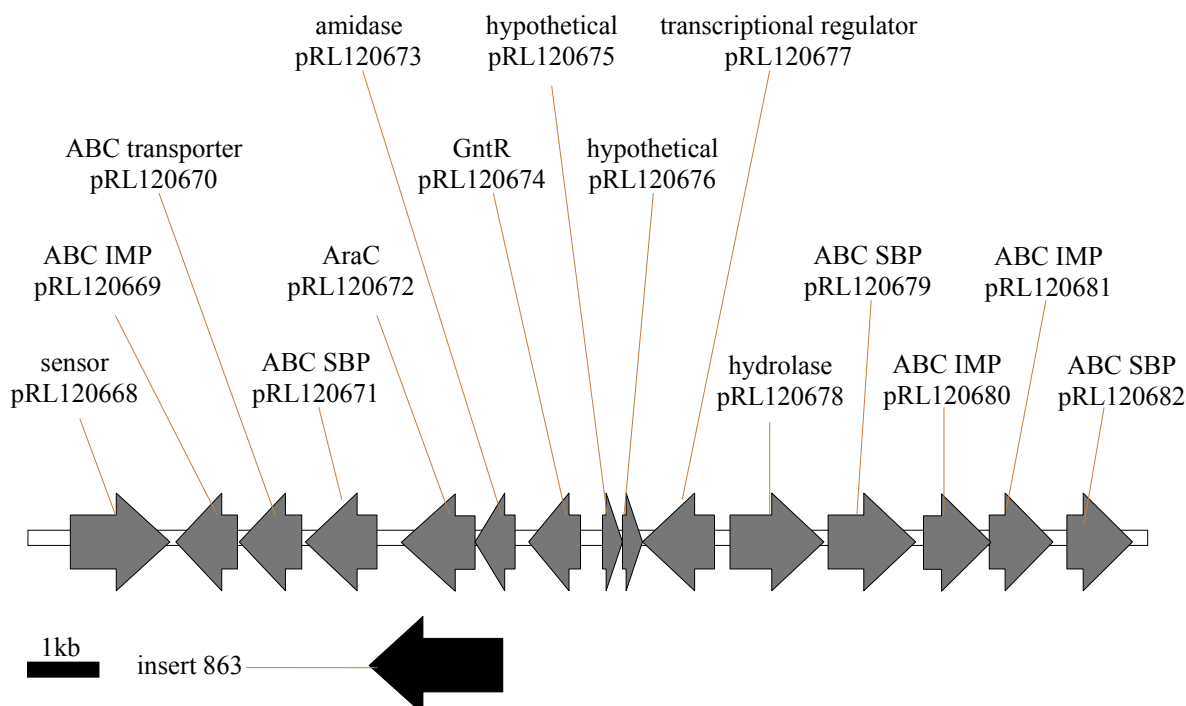 amidase
pRL120673
hypothetical
pRL120675
transcriptional regulator
pRL120677
ABC transporter
pRL120670
GntR
pRL120674
hypothetical
pRL120676
ABC IMP
pRL120669
AraC
pRL120672
ABC SBP
pRL120679
ABC IMP
pRL120681
sensor
pRL120668
ABC SBP
pRL120671
hydrolase
pRL120678
ABC IMP
pRL120680
ABC SBP
pRL120682
1kb
insert 863